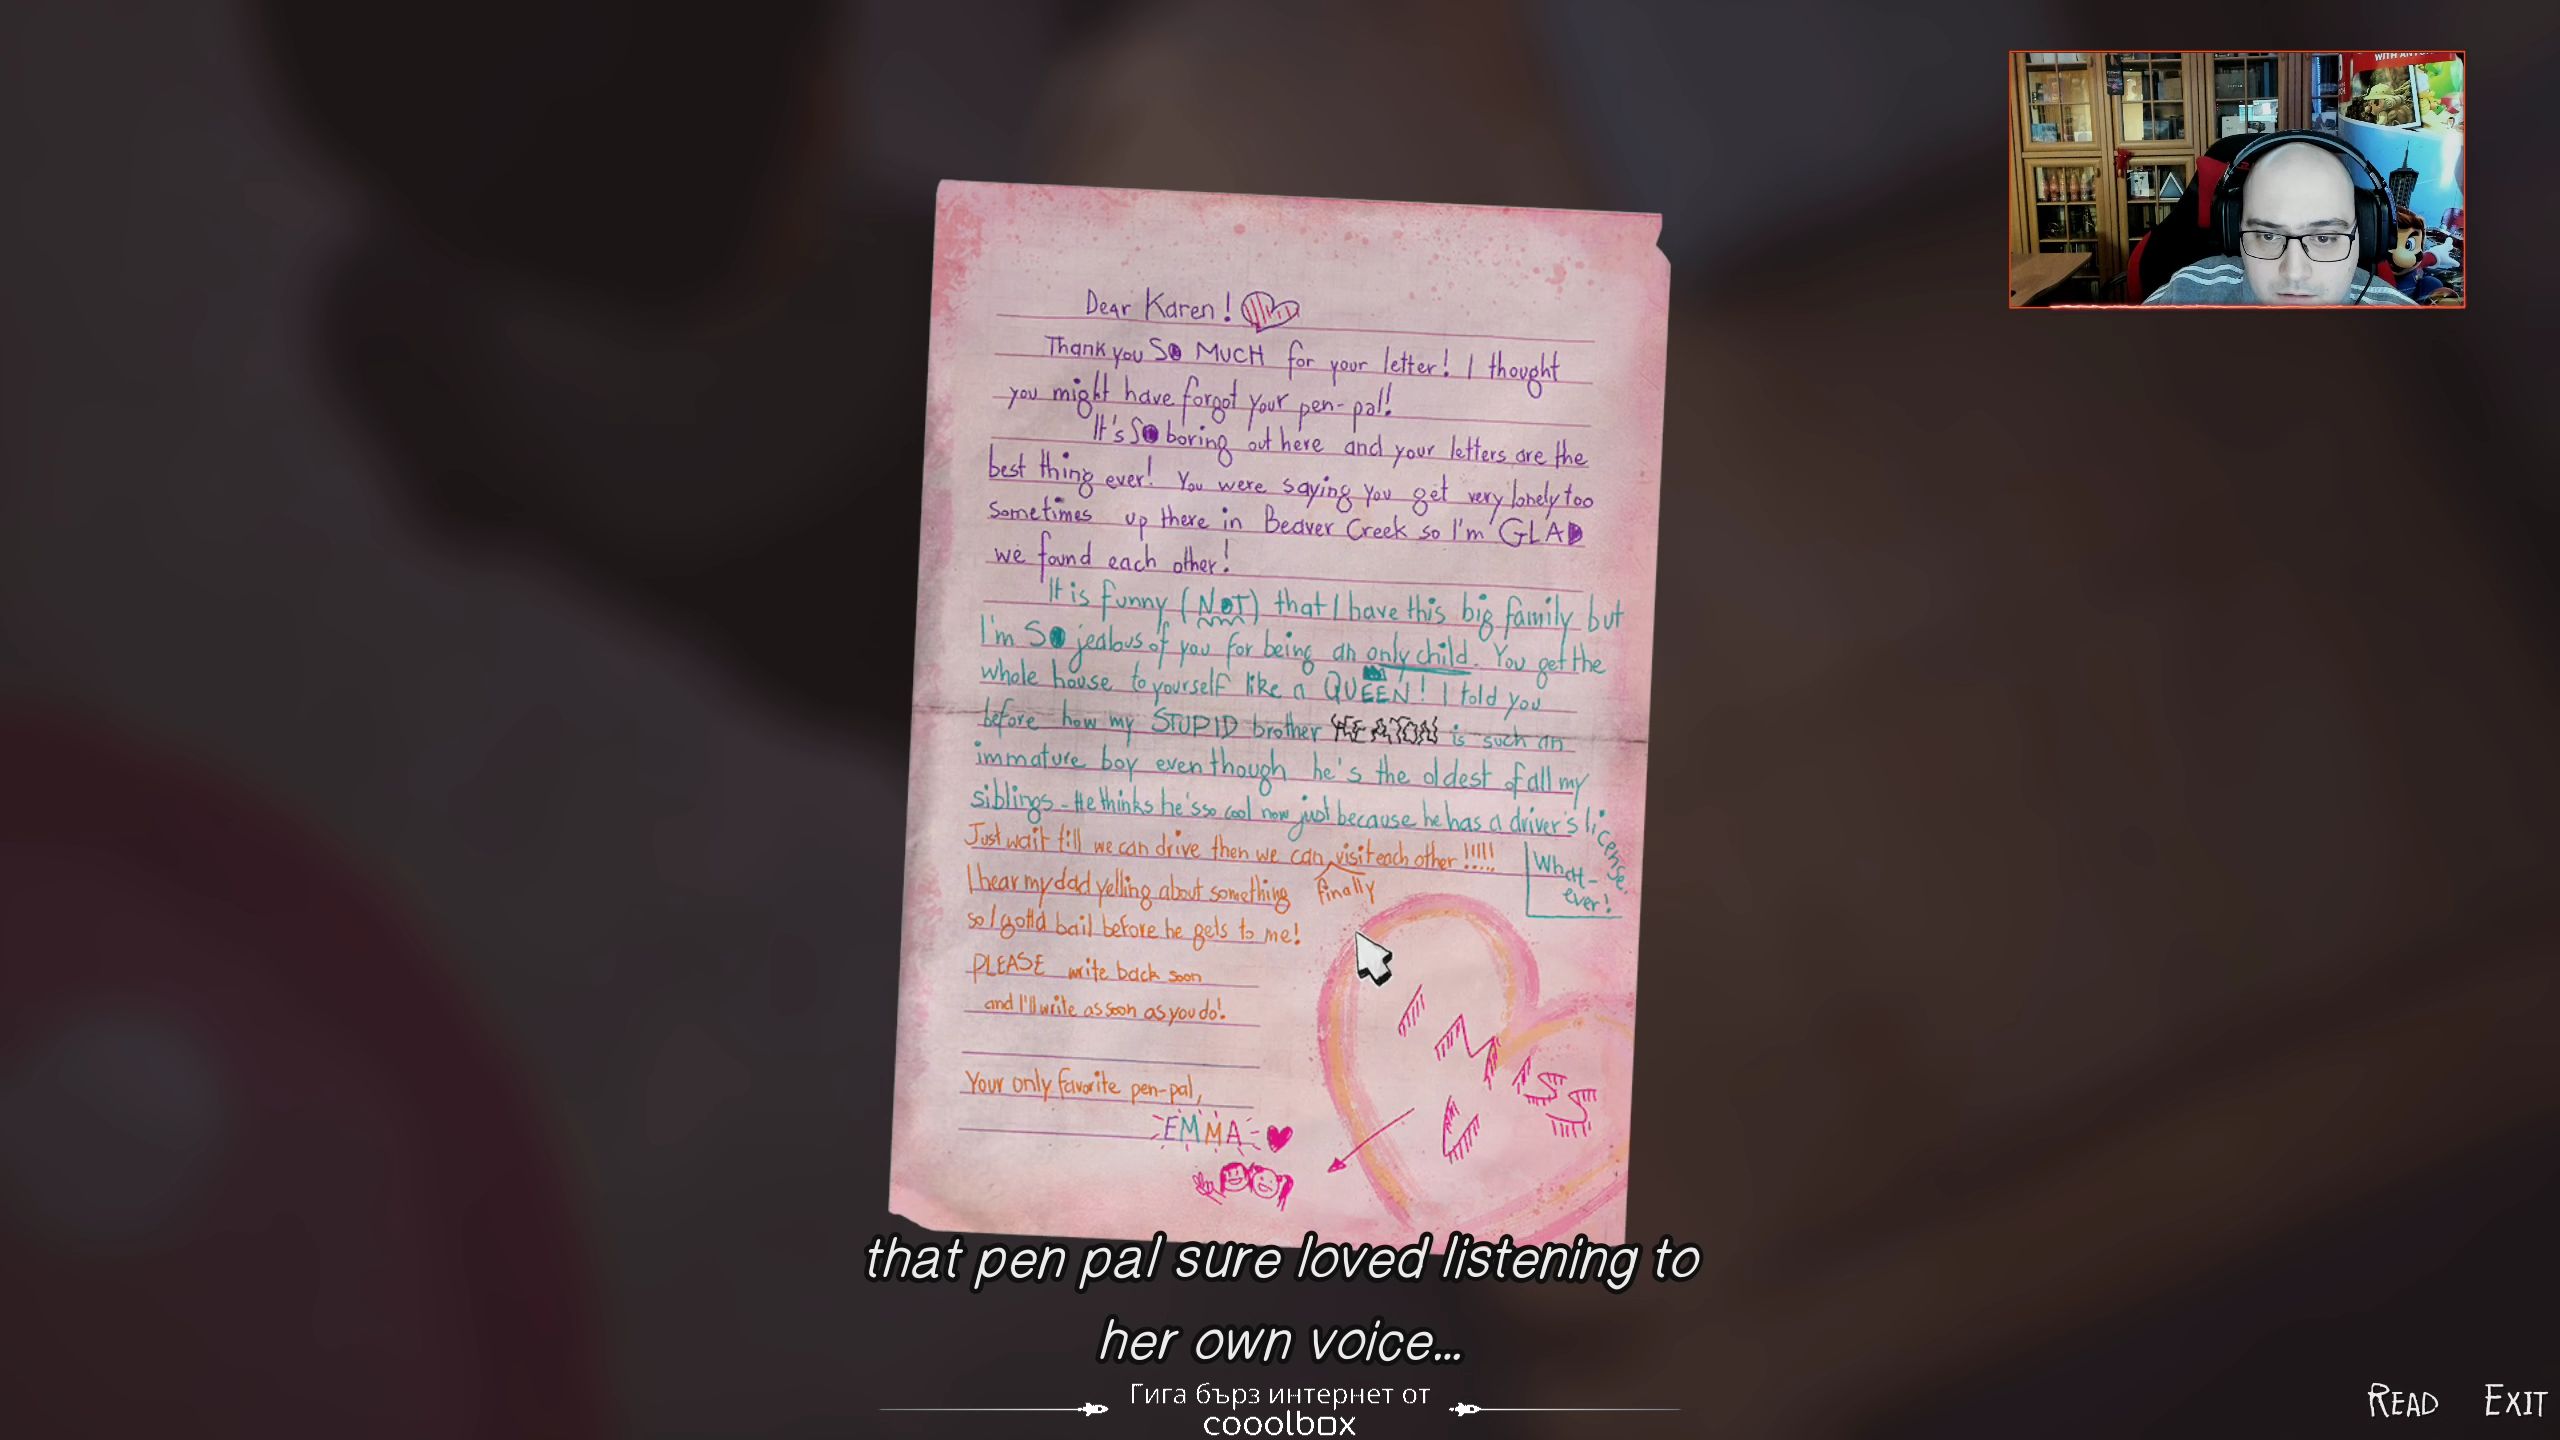 WITH ANTON
Dear Karen!
Thank you SO MUCH for your letter! I thought
you might have forgot your pen-pal!
It's SO boring out here and your letters are the
best thing ever! You were saying you get very lonely too
sometimes up there in Beaver Creek so I'm GLAD
we found each other!
It is funny (NOT) that I have this big family but
I'm SO jealous of you for being an only child. You get the
whole house to yourself like a QUEEN! I told you
before how my STUPID brother is such an
immature boy even though he's the oldest of all my
siblings - He thinks he's so cool now just because he has a driver's license.
What-
ever!
Just wait till we can drive then we can finally visit each other !!!!!
I hear my dad yelling about something
so I gotta bail before he gets to me!
PLEASE write back soon
and I'll write as soon as you do!
Your only favorite pen-pal,
EMMA
I MISS
U
that pen pal sure loved listening to
her own voice...
Гига бърз интернет от
cooolbox
READ EXIT